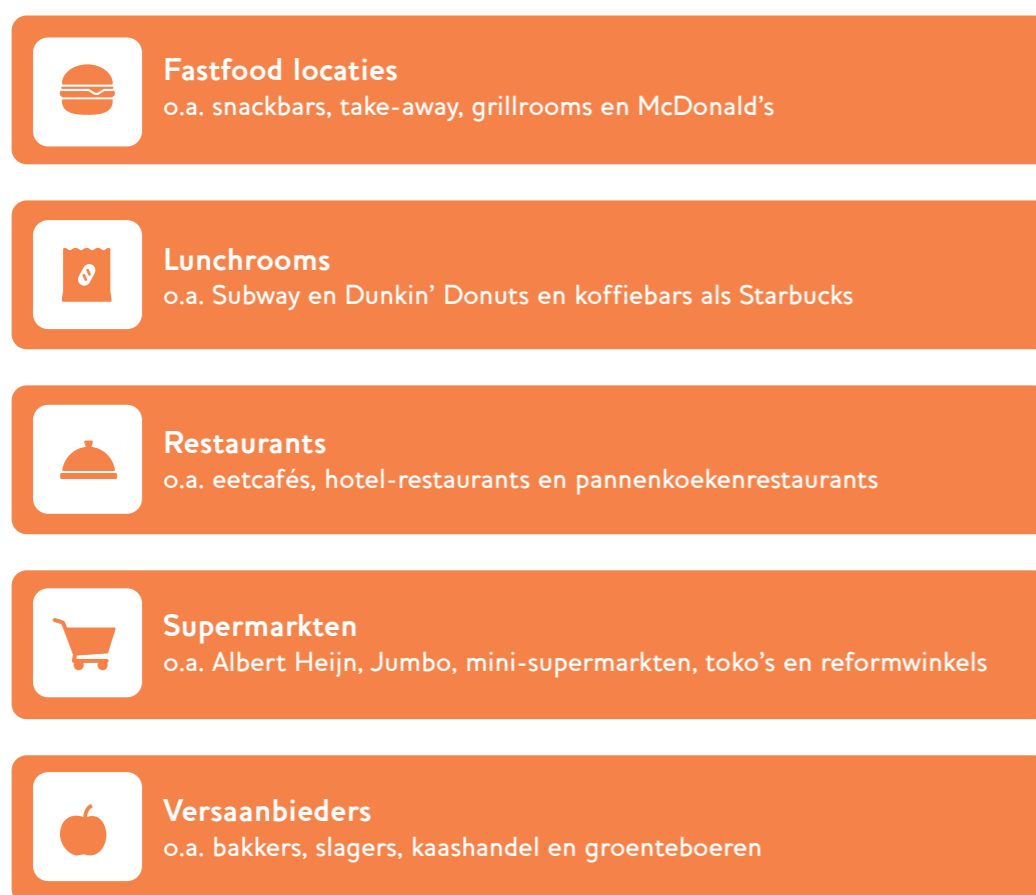 Fastfood locaties
o.a. snackbars, take-away, grillrooms en McDonald’s
Lunchrooms
o.a. Subway en Dunkin’ Donuts en koffiebars als Starbucks
Restaurants
o.a. eetcafés, hotel-restaurants en pannenkoekenrestaurants
Supermarkten
o.a. Albert Heijn, Jumbo, mini-supermarkten, toko’s en reformwinkels
Versaanbieders
o.a. bakkers, slagers, kaashandel en groenteboeren